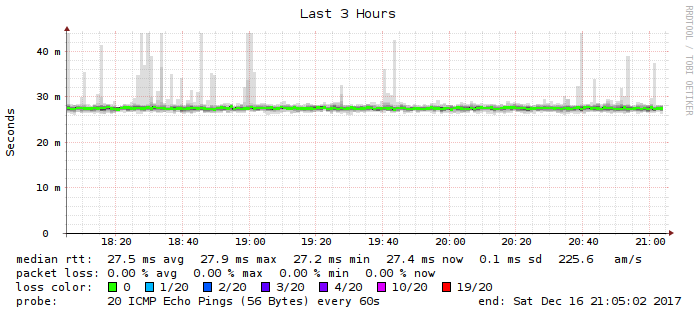 Last 3 Hours
RRDTOOL / TOBI OETIKER
Seconds
40 m
30 m
20 m
10 m
0
18:20 18:40 19:00 19:20 19:40 20:00 20:20 20:40 21:00
median rtt: 27.5 ms avg 27.9 ms max 27.2 ms min 27.4 ms now 0.1 ms sd 225.6 am/s
packet loss: 0.00 % avg 0.00 % max 0.00 % min 0.00 % now
loss color: 0 1/20 2/20 3/20 4/20 10/20 19/20
probe: 20 ICMP Echo Pings (56 Bytes) every 60s end: Sat Dec 16 21:05:02 2017